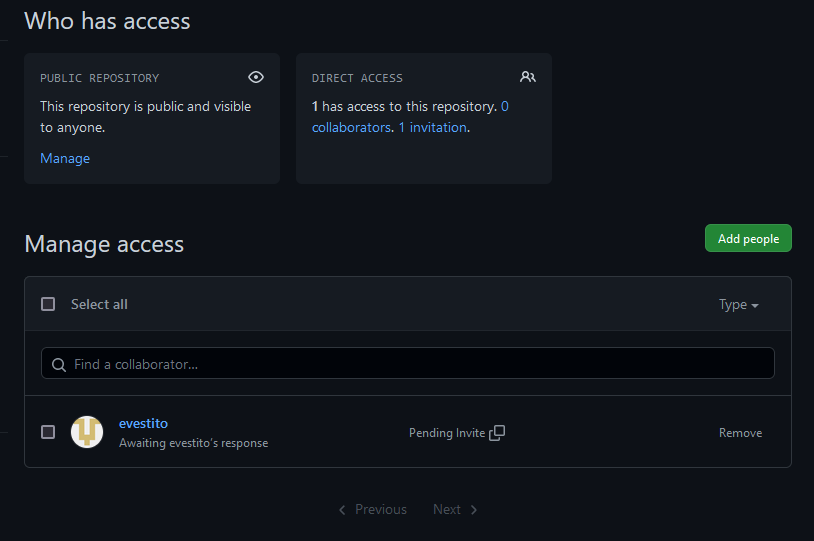 Who has access
PUBLIC REPOSITORY
This repository is public and visible
to anyone.
Manage
DIRECT ACCESS
1 has access to this repository. 0
collaborators. 1 invitation.
Manage access
Add people
Select all
Type
Find a collaborator...
evestito
Awaiting evestito's response
Pending Invite
Remove
Previous
Next